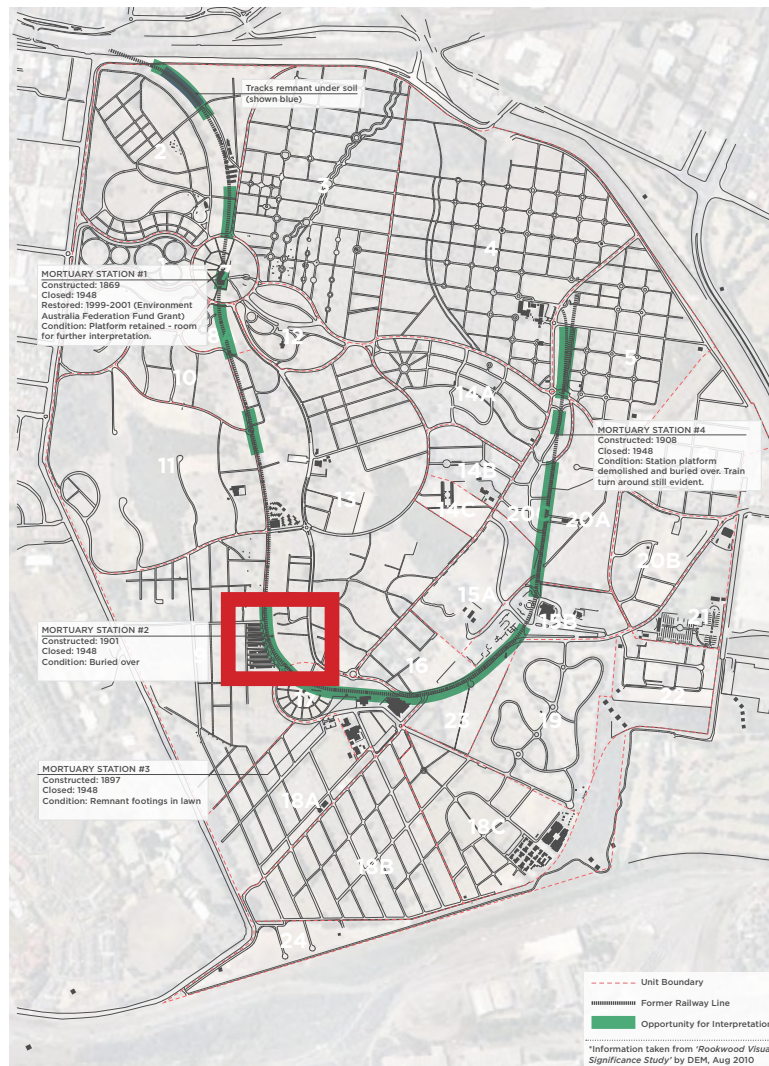 Tracks remnant under soil
(shown blue)
2
3
4
MORTUARY STATION #1
Constructed: 1869
Closed: 1948
Restored: 1999-2001 (Environment
Australia Federation Fund Grant)
Condition: Platform retained - room
for further interpretation.
8
12
5
10
14A
MORTUARY STATION #4
Constructed: 1908
Closed: 1948
Condition: Station platform
demolished and buried over. Train
turn around still evident.
11
14B
13
14C
20
20A
20B
15A
15B
21
MORTUARY STATION #2
Constructed: 1901
Closed: 1948
Condition: Buried over
16
22
23
19
MORTUARY STATION #3
Constructed: 1897
Closed: 1948
Condition: Remnant footings in lawn
18A
18C
18B
24
Unit Boundary
Former Railway Line
Opportunity for Interpretation
*Information taken from 'Rookwood Visua
Significance Study' by DEM, Aug 2010